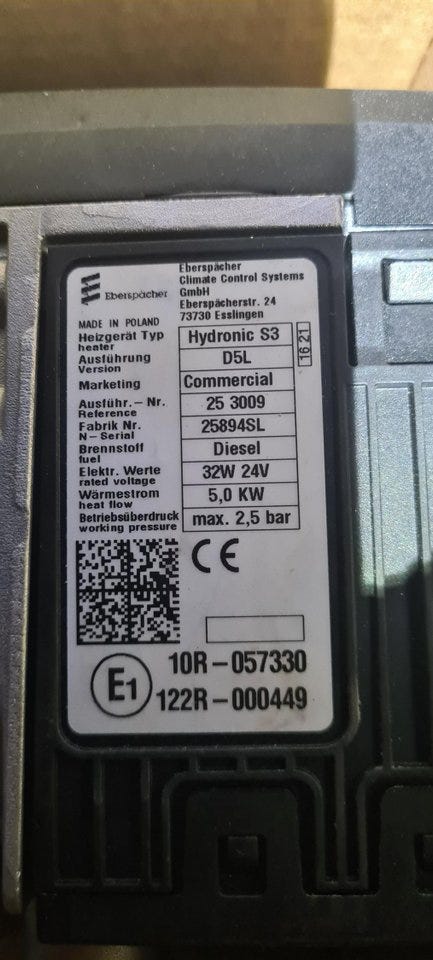 Eberspächer
Eberspächer
Climate Control Systems
GmbH
Eberspächerstr. 24
73730 Esslingen
MADE IN POLAND
Heizgerät Typ
heater
Hydronic S3
16 21
Ausführung
Version
D5L
Marketing
Commercial
Ausführ.- Nr.
Reference
25 3009
Fabrik Nr.
N-Serial
25894SL
Brennstoff
fuel
Diesel
Elektr. Werte
rated voltage
32W 24V
Wärmestrom
heat flow
5,0 KW
Betriebsüberdruck
working pressure
max. 2,5 bar
CE
E1
10R-057330
122R-000449